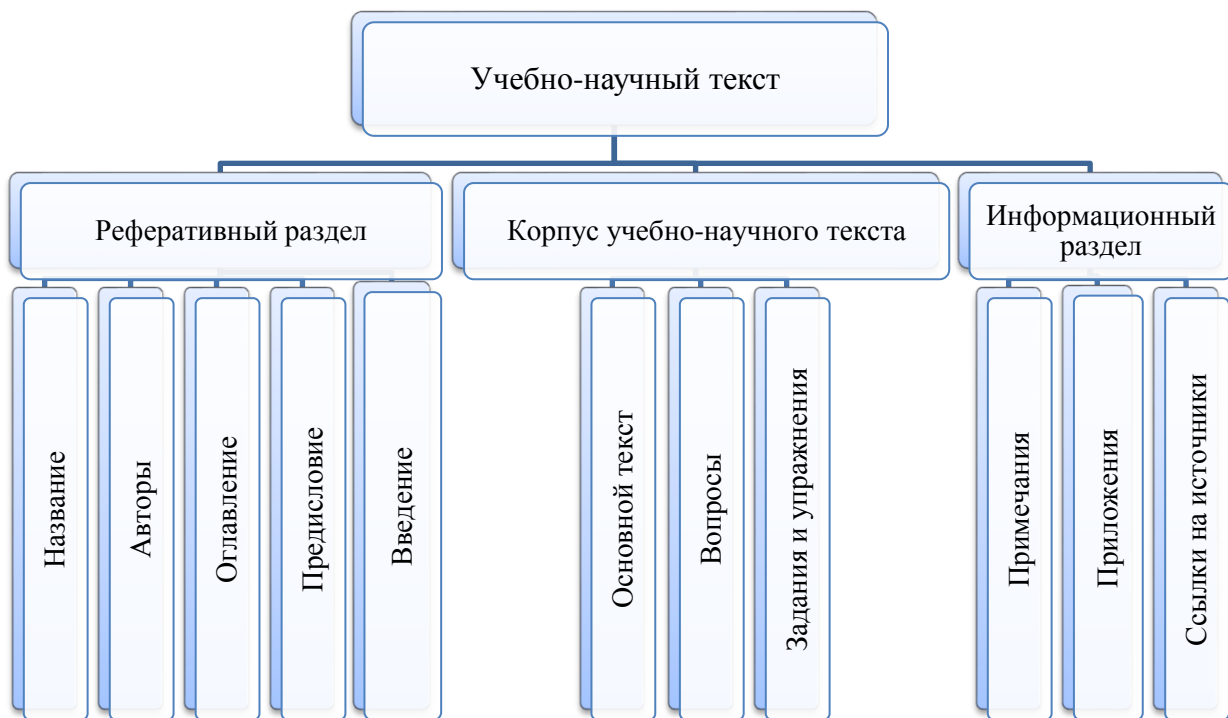 Учебно-научный текст
Реферативный раздел
Корпус учебно-научного текста
Информационный
раздел
Название
Авторы
Оглавление
Предисловие
Введение
Основной текст
Вопросы
Задания и упражнения
Примечания
Приложения
Ссылки на источники